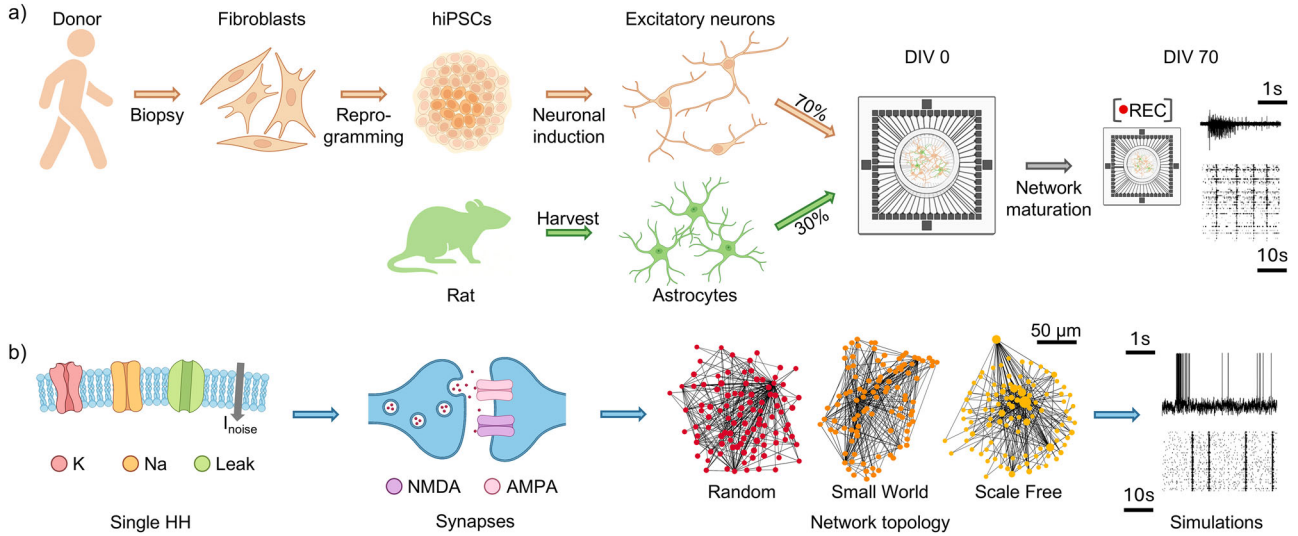 a)
Donor
Fibroblasts
hiPSCs
Excitatory neurons
DIV 0
DIV 70
Biopsy
Repro-
gramming
Neuronal
induction
70%
[●REC]
1s
Network
maturation
Harvest
30%
10s
Rat
Astrocytes
b)
50 µm
1s
I noise
K
Na
Leak
NMDA
AMPA
Random
Small World
Scale Free
10s
Single HH
Synapses
Network topology
Simulations